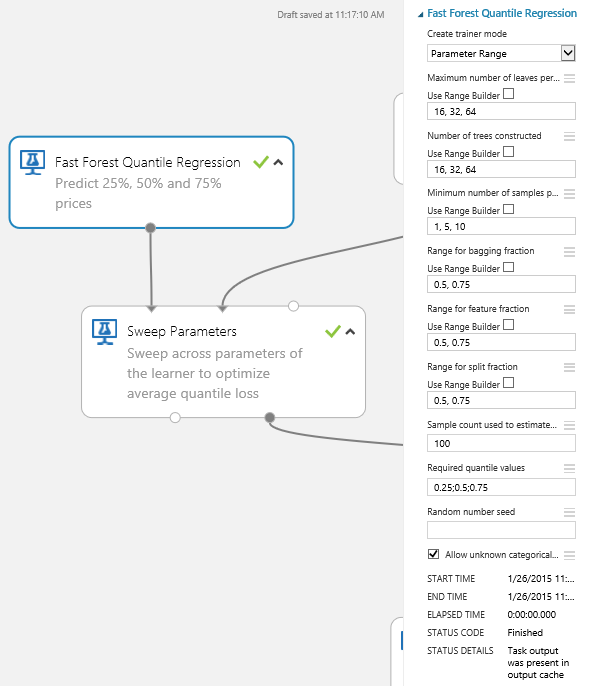 Draft saved at 11:17:10 AM
Fast Forest Quantile Regression
Predict 25%, 50% and 75%
prices
Sweep Parameters
Sweep across parameters of
the learner to optimize
average quantile loss
Fast Forest Quantile Regression
Create trainer mode
Parameter Range
Maximum number of leaves per...
Use Range Builder
16, 32, 64
Number of trees constructed
Use Range Builder
16, 32, 64
Minimum number of samples p...
Use Range Builder
1, 5, 10
Range for bagging fraction
Use Range Builder
0.5, 0.75
Range for feature fraction
Use Range Builder
0.5, 0.75
Range for split fraction
Use Range Builder
0.5, 0.75
Sample count used to estimate...
100
Required quantile values
0.25;0.5;0.75
Random number seed
Allow unknown categorical...
START TIME 1/26/2015 11:...
END TIME 1/26/2015 11:...
ELAPSED TIME 0:00:00.000
STATUS CODE Finished
STATUS DETAILS Task output
was present in
output cache